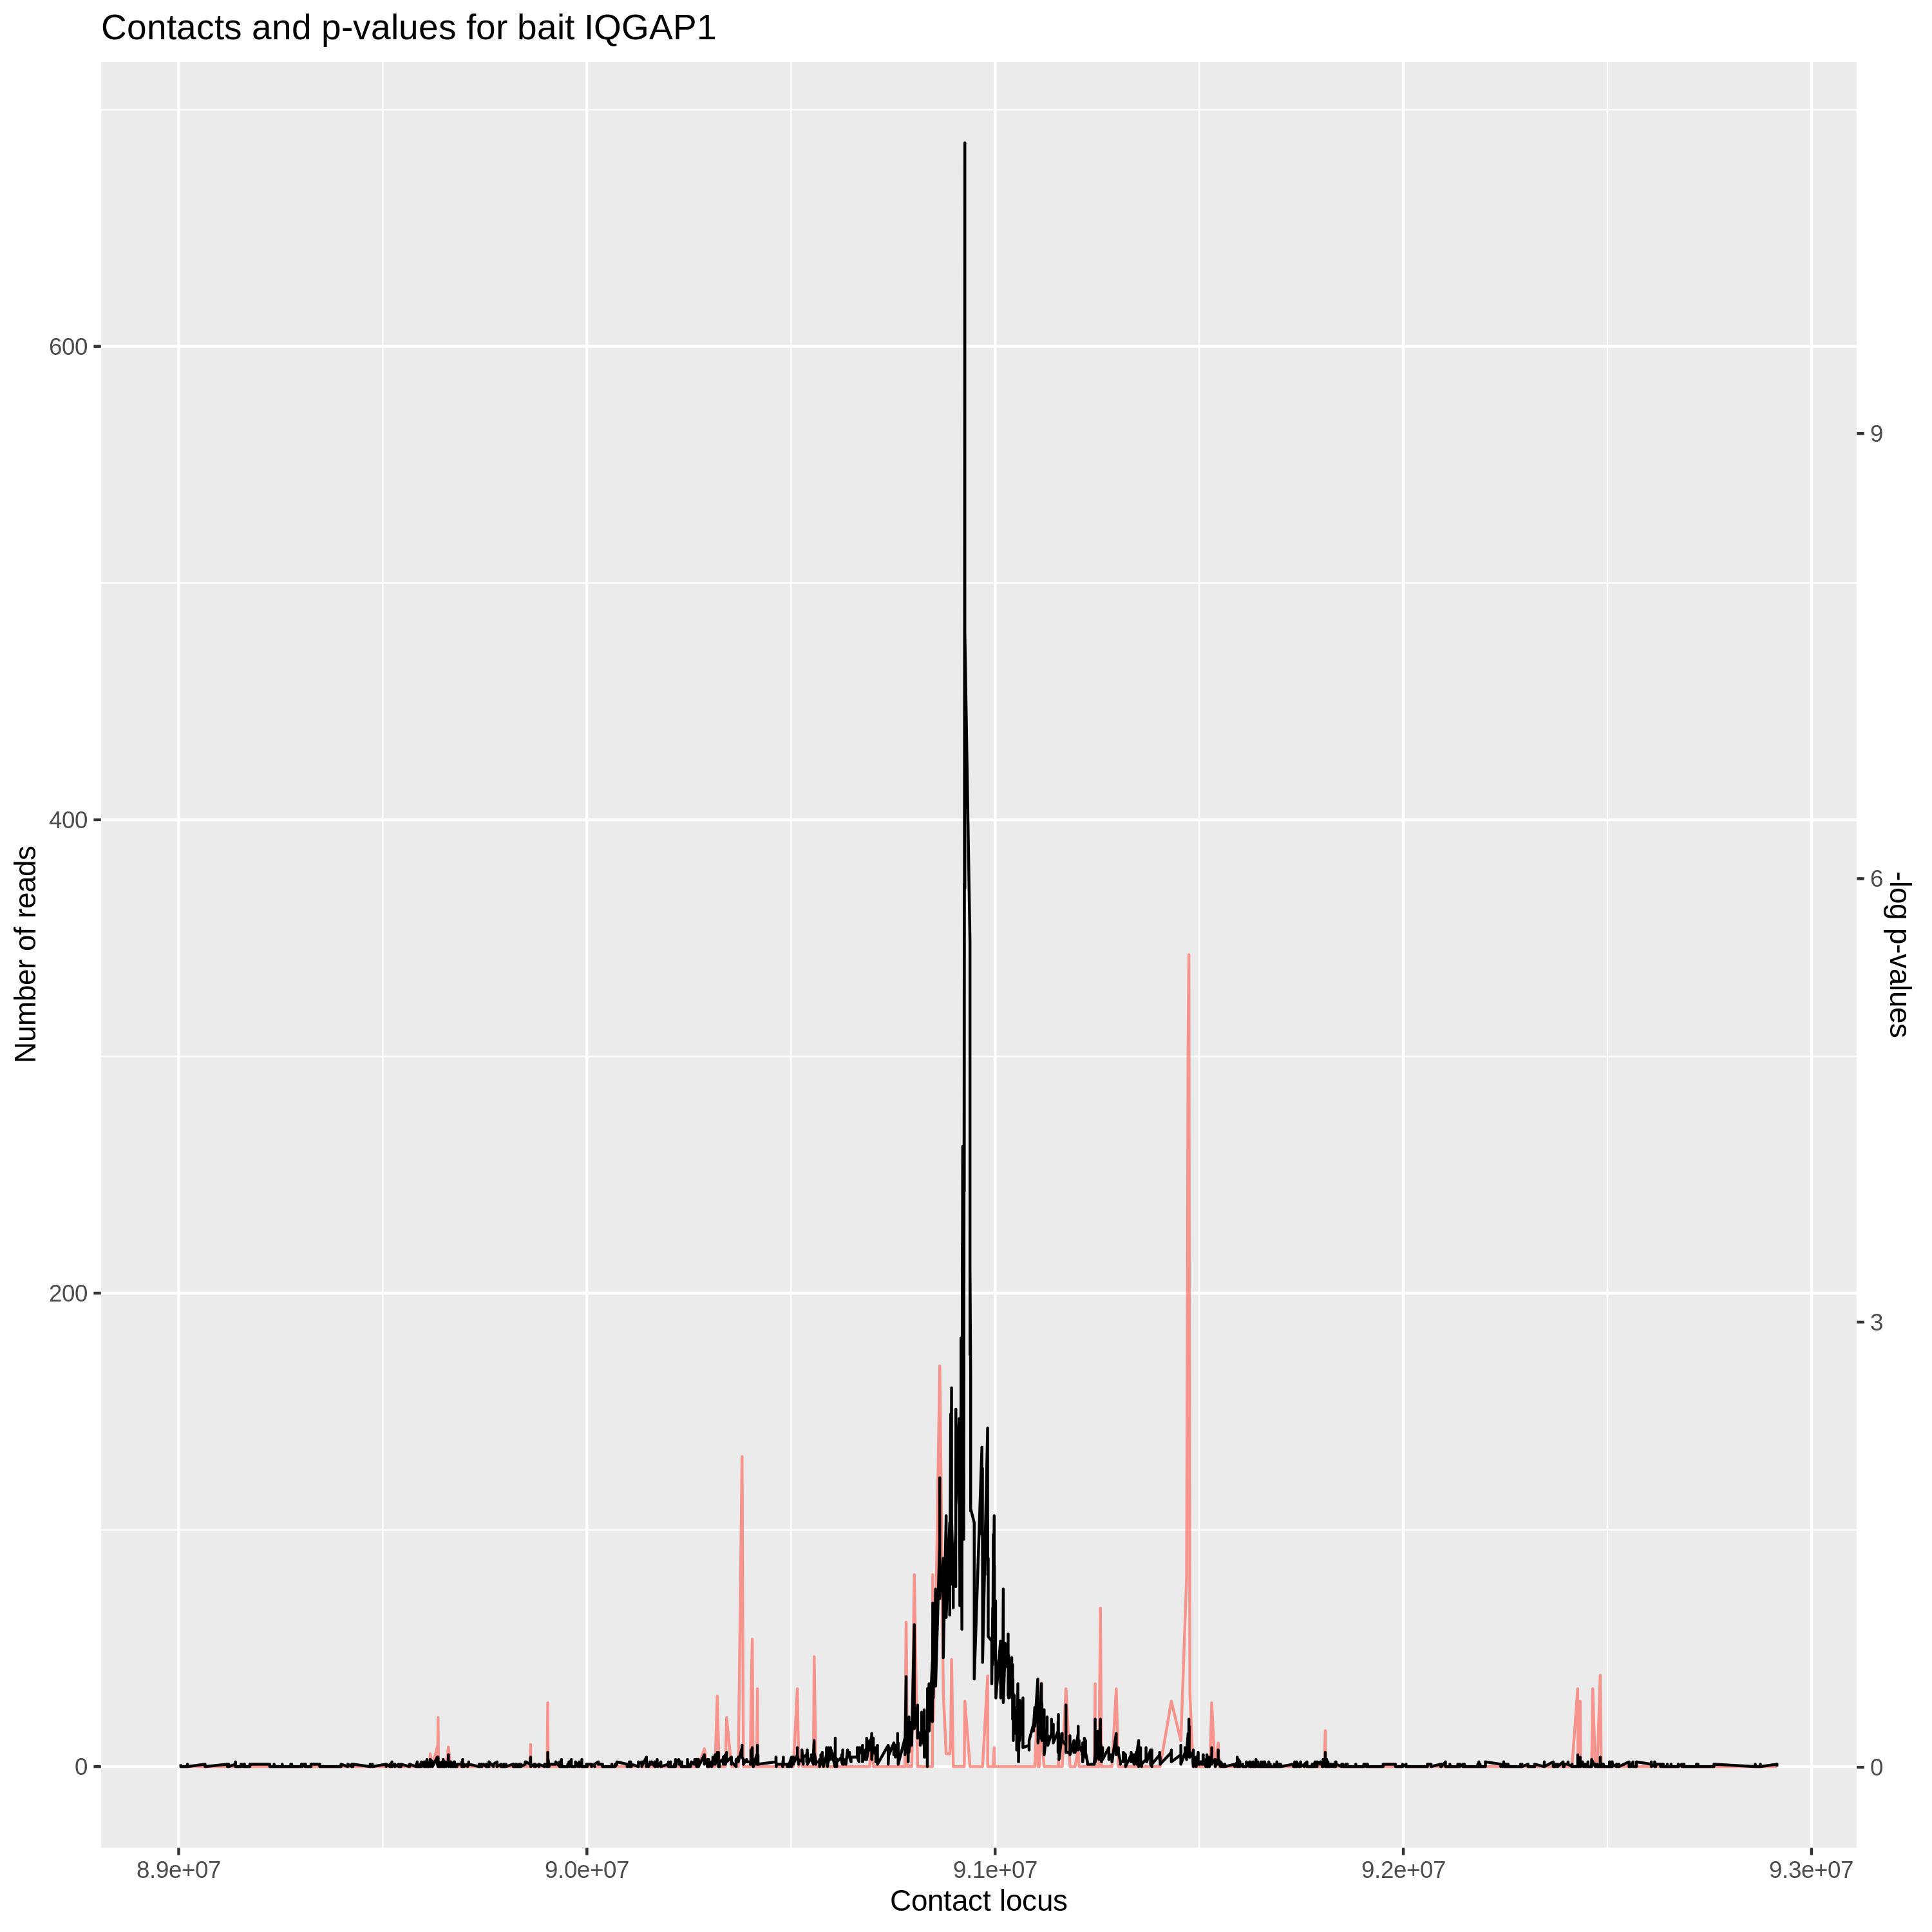 Contacts and p-values for bait IQGAP1
600
400
200
0
Number of reads
9
6
3
0
-log p-values
8.9e+07 9.0e+07 9.1e+07 9.2e+07 9.3e+07
Contact locus